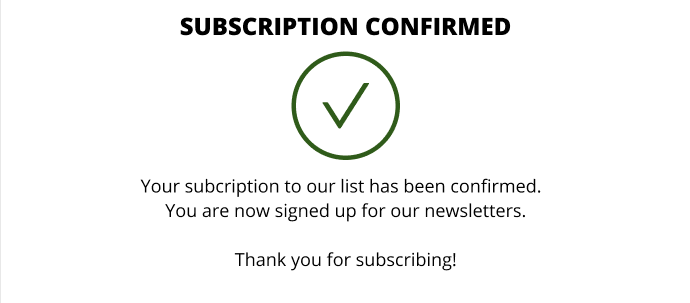 SUBSCRIPTION CONFIRMED
Your subcription to our list has been confirmed.
You are now signed up for our newsletters.
Thank you for subscribing!